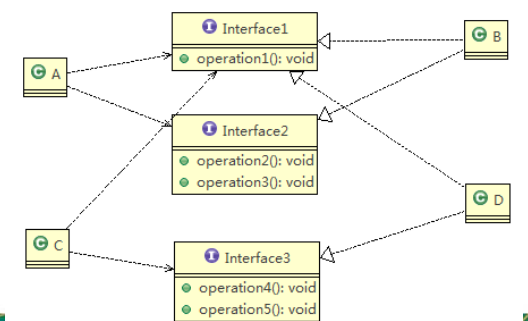 Interface1
operation1(): void
A
B
Interface2
operation2(): void
operation3(): void
C
D
Interface3
operation4(): void
operation5(): void